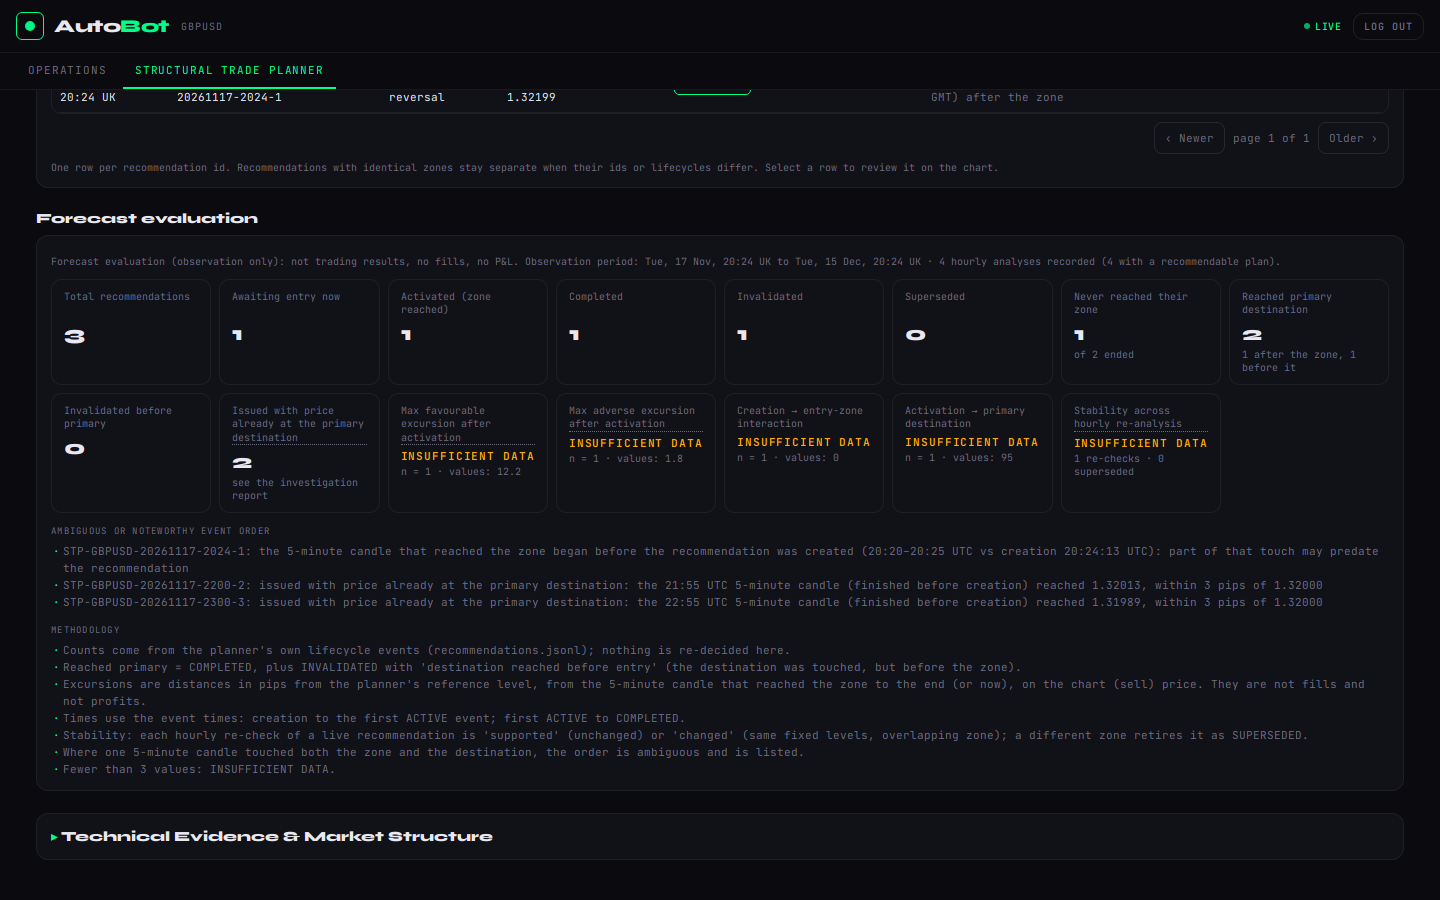 AutoBot GBPUSD
LIVE LOG OUT
OPERATIONS STRUCTURAL TRADE PLANNER
20:24 UK 20261117-2024-1 reversal 1.32199 GMT) after the zone
‹ Newer page 1 of 1 Older ›
One row per recommendation id. Recommendations with identical zones stay separate when their ids or lifecycles differ. Select a row to review it on the chart.
Forecast evaluation
Forecast evaluation (observation only): not trading results, no fills, no P&L. Observation period: Tue, 17 Nov, 20:24 UK to Tue, 15 Dec, 20:24 UK · 4 hourly analyses recorded (4 with a recommendable plan).
Total recommendations
3
Awaiting entry now
1
Activated (zone
reached)
1
Completed
1
Invalidated
1
Superseded
0
Never reached their
zone
1
of 2 ended
Reached primary
destination
2
1 after the zone, 1
before it
Invalidated before
primary
0
Issued with price
already at the primary
destination
2
see the investigation
report
Max favourable
excursion after
activation
INSUFFICIENT DATA
n = 1 · values: 12.2
Max adverse excursion
after activation
INSUFFICIENT DATA
n = 1 · values: 1.8
Creation → entry-zone
interaction
INSUFFICIENT DATA
n = 1 · values: 0
Activation → primary
destination
INSUFFICIENT DATA
n = 1 · values: 95
Stability across
hourly re-analysis
INSUFFICIENT DATA
1 re-checks · 0
superseded
AMBIGUOUS OR NOTEWORTHY EVENT ORDER
· STP-GBPUSD-20261117-2024-1: the 5-minute candle that reached the zone began before the recommendation was created (20:20–20:25 UTC vs creation 20:24:13 UTC): part of that touch may predate
the recommendation
· STP-GBPUSD-20261117-2200-2: issued with price already at the primary destination: the 21:55 UTC 5-minute candle (finished before creation) reached 1.32013, within 3 pips of 1.32000
· STP-GBPUSD-20261117-2300-3: issued with price already at the primary destination: the 22:55 UTC 5-minute candle (finished before creation) reached 1.31989, within 3 pips of 1.32000
METHODOLOGY
· Counts come from the planner's own lifecycle events (recommendations.jsonl); nothing is re-decided here.
· Reached primary = COMPLETED, plus INVALIDATED with 'destination reached before entry' (the destination was touched, but before the zone).
· Excursions are distances in pips from the planner's reference level, from the 5-minute candle that reached the zone to the end (or now), on the chart (sell) price. They are not fills and
not profits.
· Times use the event times: creation to the first ACTIVE event; first ACTIVE to COMPLETED.
· Stability: each hourly re-check of a live recommendation is 'supported' (unchanged) or 'changed' (same fixed levels, overlapping zone); a different zone retires it as SUPERSEDED.
· Where one 5-minute candle touched both the zone and the destination, the order is ambiguous and is listed.
· Fewer than 3 values: INSUFFICIENT DATA.
▸ Technical Evidence & Market Structure